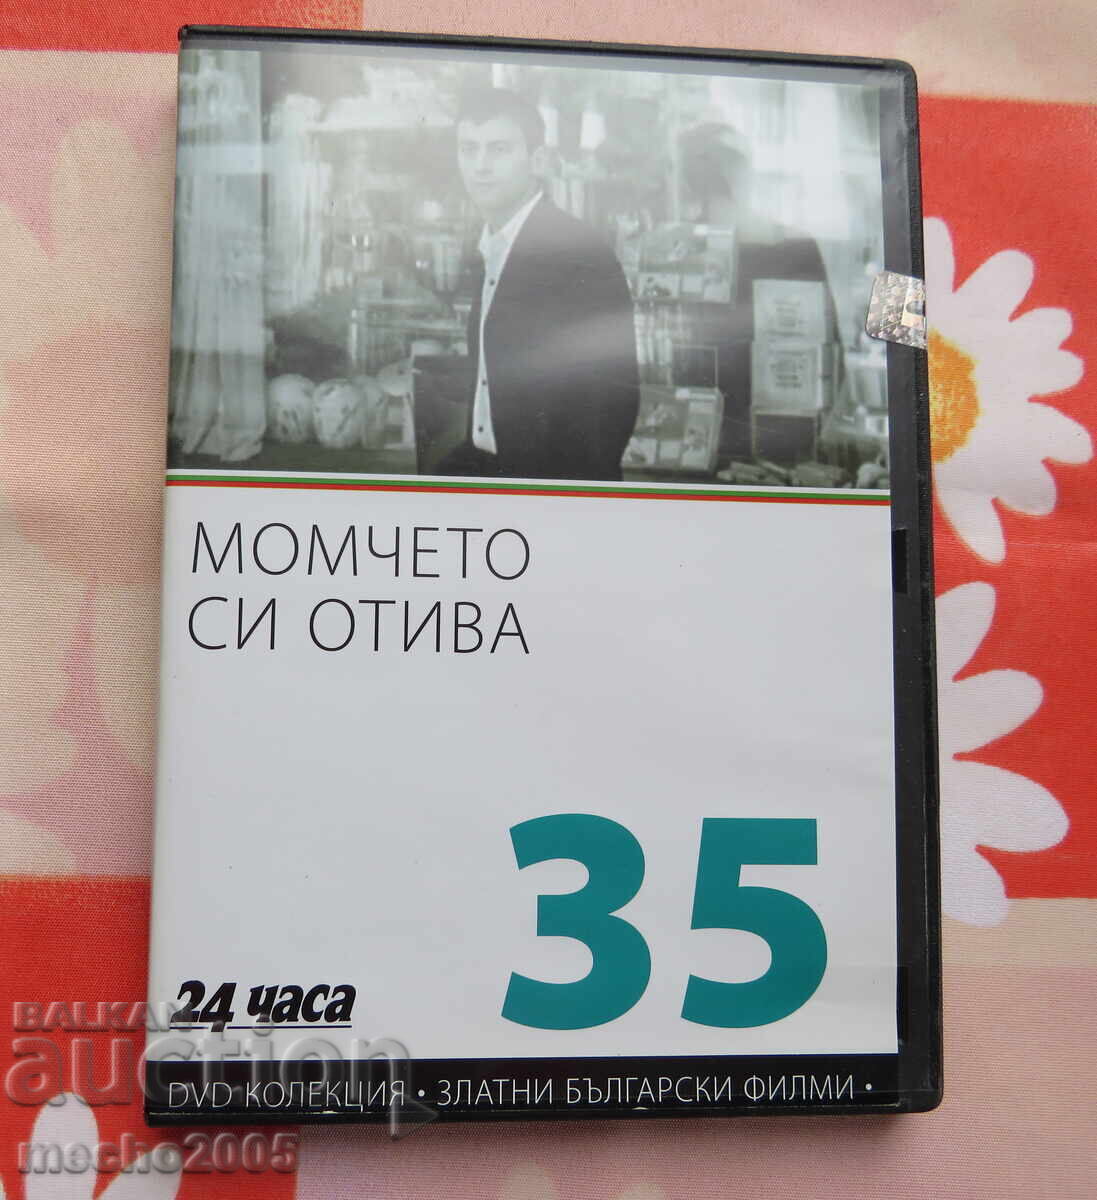 МОМЧЕТО
СИ ОТИВА
35
24 часа
DVD КОЛЕКЦИЯ • ЗЛАТНИ БЪЛГАРСКИ ФИЛМИ •
BALKAN
auction
mecho2005